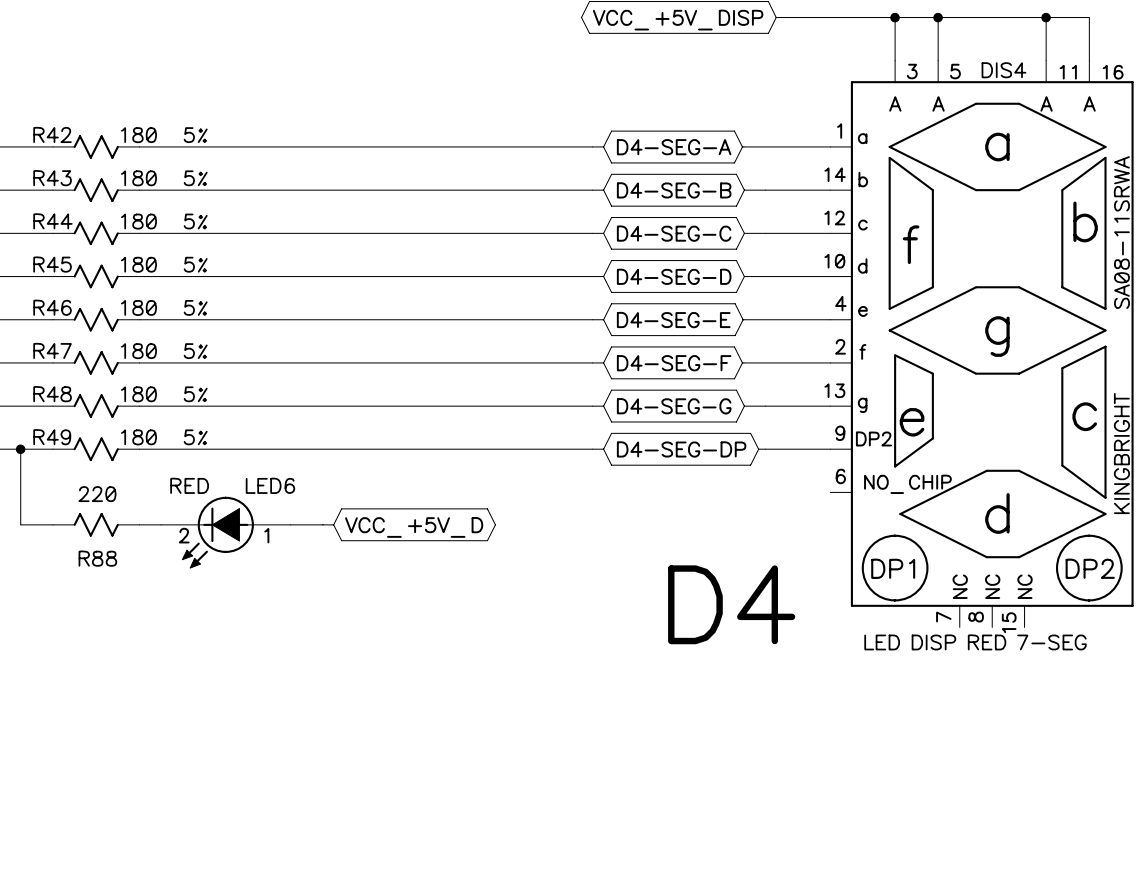 VCC_+5V_DISP
3 5 DIS4 11 16
A A A A
R42 180 5% D4-SEG-A 1 a
a
R43 180 5% D4-SEG-B 14 b
R44 180 5% D4-SEG-C 12 c
f b
SA08-11SRWA
R45 180 5% D4-SEG-D 10 d
R46 180 5% D4-SEG-E 4 e
g
R47 180 5% D4-SEG-F 2 f
R48 180 5% D4-SEG-G 13 g
e c
KINGBRIGHT
R49 180 5% D4-SEG-DP 9 DP2
6 NO_CHIP
220 RED LED6
d
2 1 VCC_+5V_D
R88
DP1 DP2
D4
NC NC NC
7 8 15
LED DISP RED 7-SEG